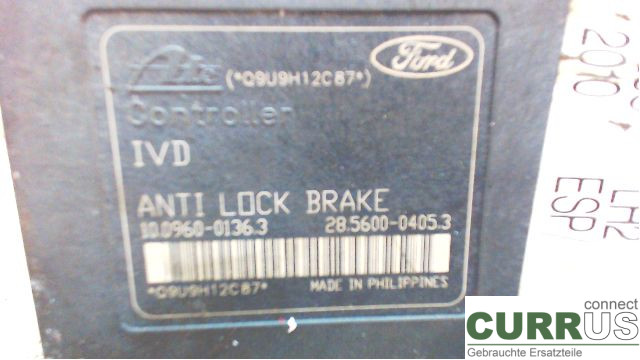 Ate (*Q9U9H12C87*) Ford
Controller
IVD
ANTI LOCK BRAKE
10.0960-0136.3 28.5600-0405.3
*Q9U9H12C87* MADE IN PHILIPPINES
2010
LH2
ESP
connect
CURRUS
Gebrauchte Ersatzteile